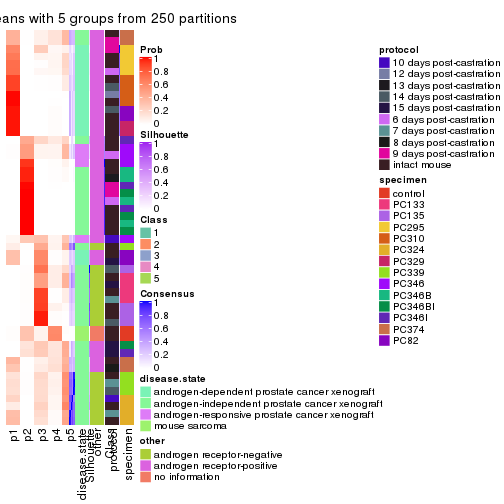 eans with 5 groups from 250 partitions
Prob
1
0.8
0.6
0.4
0.2
0
Silhouette
1
0.8
0.6
0.4
0.2
0
Class
1
2
3
4
5
Consensus
1
0.8
0.6
0.4
0.2
0
disease.state
androgen-dependent prostate cancer xenograft
androgen-independent prostate cancer xenograft
androgen-responsive prostate cancer xenograft
mouse sarcoma
other
androgen receptor-negative
androgen receptor-positive
no information
protocol
10 days post-castration
12 days post-castration
13 days post-castration
14 days post-castration
15 days post-castration
6 days post-castration
7 days post-castration
8 days post-castration
9 days post-castration
intact mouse
specimen
control
PC133
PC135
PC295
PC310
PC324
PC329
PC339
PC346
PC346B
PC346BI
PC346I
PC374
PC82
p1
p2
p3
p4
p5
disease.state
Silhouette
other
Class
protocol
specimen